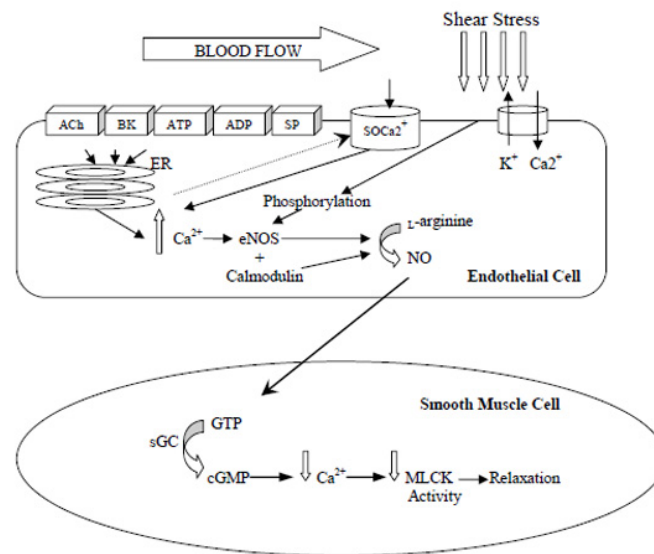 Shear Stress
BLOOD FLOW
ACh
BK
ATP
ADP
SP
SOCa2⁺
ER
K⁺
Ca2⁺
Phosphorylation
Ca²⁺
eNOS
L-arginine
+
Calmodulin
NO
Endothelial Cell
Smooth Muscle Cell
GTP
sGC
cGMP
Ca²⁺
MLCK
Activity
Relaxation